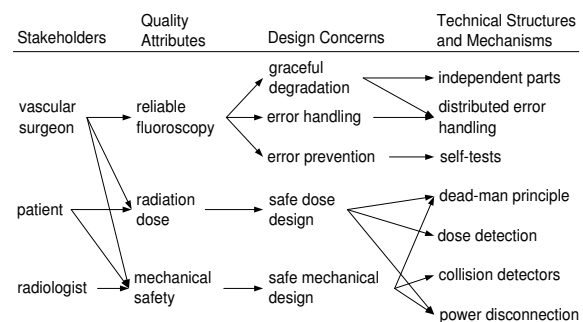 Stakeholders
Quality
Attributes
Design Concerns
Technical Structures
and Mechanisms
vascular
surgeon
patient
radiologist
reliable
fluoroscopy
radiation
dose
mechanical
safety
graceful
degradation
error handling
error prevention
safe dose
design
safe mechanical
design
independent parts
distributed error
handling
self-tests
dead-man principle
dose detection
collision detectors
power disconnection